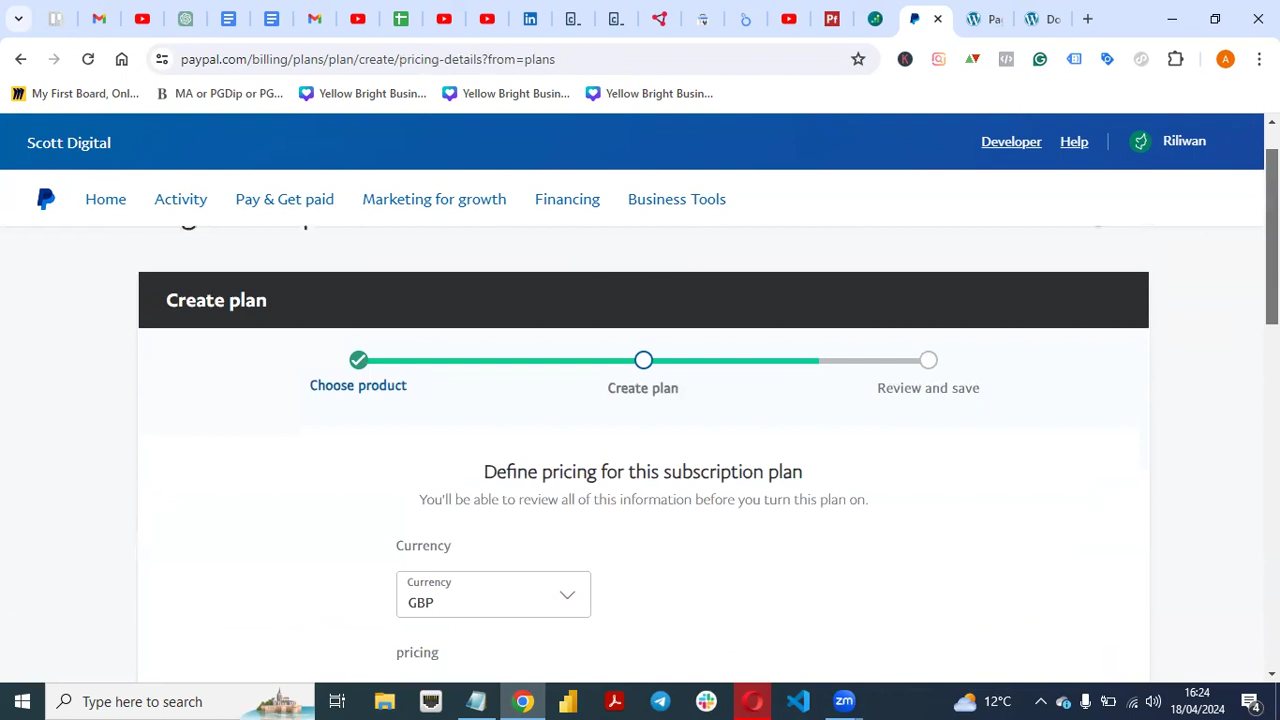 Pf
Pa
Do
paypal.com/billing/plans/plan/create/pricing-details?from=plans
A
My First Board, Onl...
B MA or PGDip or PG...
Yellow Bright Busin...
Yellow Bright Busin...
Yellow Bright Busin...
Scott Digital
Developer
Help
Riliwan
Home
Activity
Pay & Get paid
Marketing for growth
Financing
Business Tools
Create plan
Choose product
Create plan
Review and save
Define pricing for this subscription plan
You'll be able to review all of this information before you turn this plan on.
Currency
Currency
GBP
pricing
Type here to search
12°C
16:24
18/04/2024
4